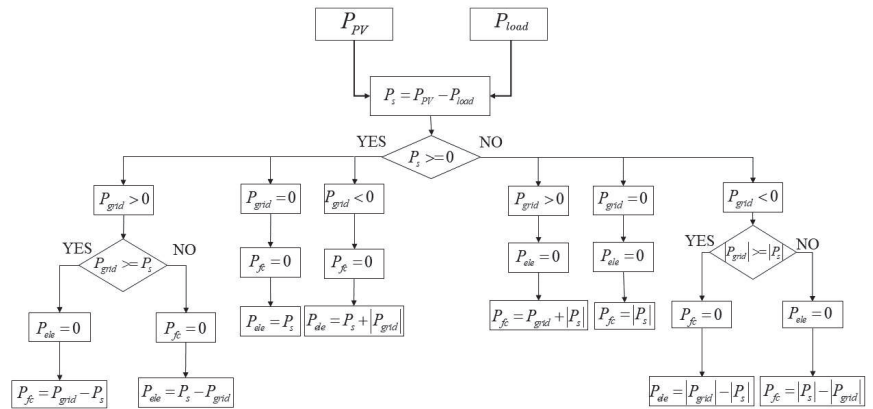 P_PV P_load
P_s = P_PV − P_load
YES NO
P_s >=0
P_grid > 0 P_grid = 0 P_grid < 0 P_grid > 0 P_grid = 0 P_grid < 0
YES P_grid >= P_s NO
P_fc = 0 P_fc = 0
P_ele = 0 P_ele = 0
YES |P_grid| >= |P_s| NO
P_ele = 0 P_fc = 0
P_ele = P_s P_ele = P_s + |P_grid|
P_fc = P_grid + |P_s| P_fc = |P_s|
P_fc = 0 P_ele = 0
P_fc = P_grid − P_s P_ele = P_s − P_grid
P_ele = |P_grid| − |P_s| P_fc = |P_s| − |P_grid|